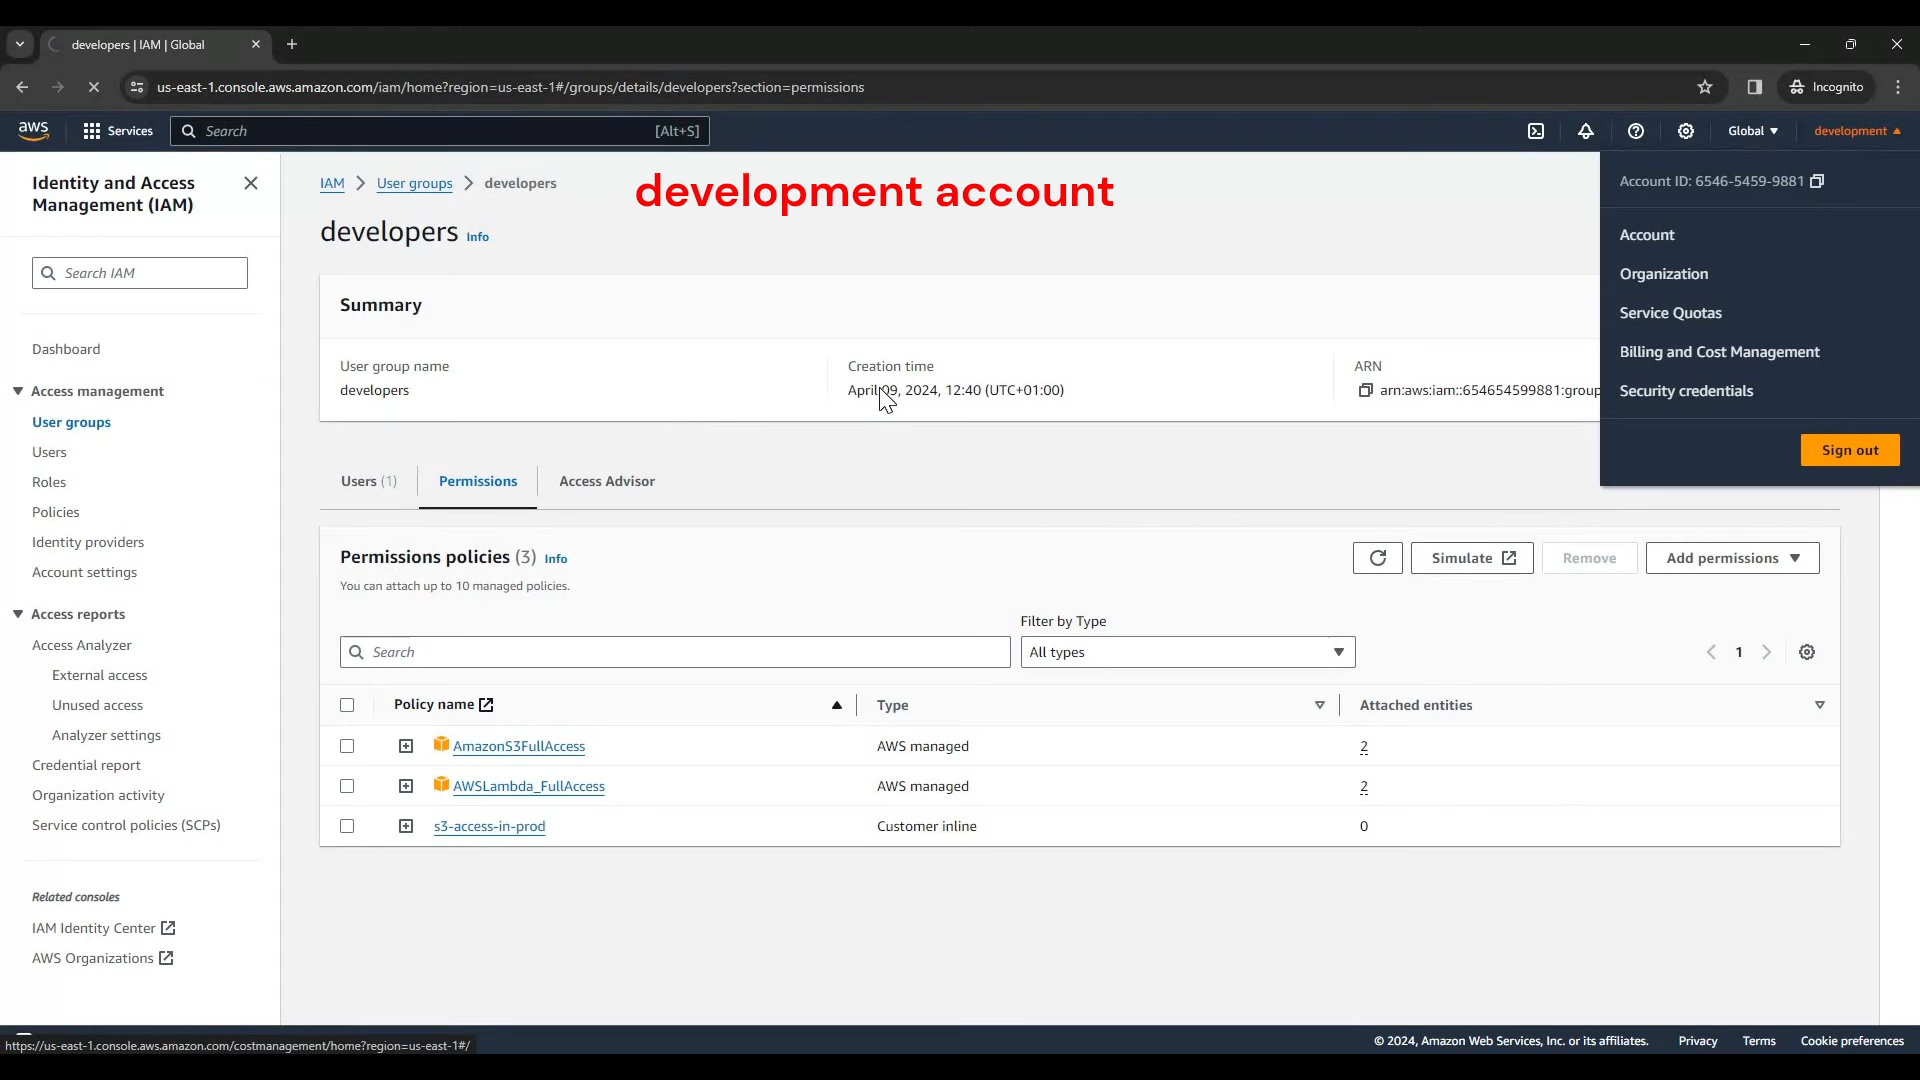 developers | IAM | Global
us-east-1.console.aws.amazon.com/iam/home?region=us-east-1#/groups/details/developers?section=permissions
Incognito
aws
Services
Search
[Alt+S]
Global
development
Identity and Access Management (IAM)
Search IAM
Dashboard
Access management
User groups
Users
Roles
Policies
Identity providers
Account settings
Access reports
Access Analyzer
External access
Unused access
Analyzer settings
Credential report
Organization activity
Service control policies (SCPs)
Related consoles
IAM Identity Center
AWS Organizations
IAM
User groups
developers
development account
developers Info
Summary
User group name
developers
Creation time
April 09, 2024, 12:40 (UTC+01:00)
ARN
arn:aws:iam::654654599881:group
Account ID: 6546-5459-9881
Account
Organization
Service Quotas
Billing and Cost Management
Security credentials
Sign out
Users (1)
Permissions
Access Advisor
Permissions policies (3) Info
You can attach up to 10 managed policies.
Simulate
Remove
Add permissions
Filter by Type
Search
All types
1
Policy name
Type
Attached entities
AmazonS3FullAccess
AWS managed
2
AWSLambda_FullAccess
AWS managed
2
s3-access-in-prod
Customer inline
0
https://us-east-1.console.aws.amazon.com/costmanagement/home?region=us-east-1#/
© 2024, Amazon Web Services, Inc. or its affiliates.
Privacy
Terms
Cookie preferences